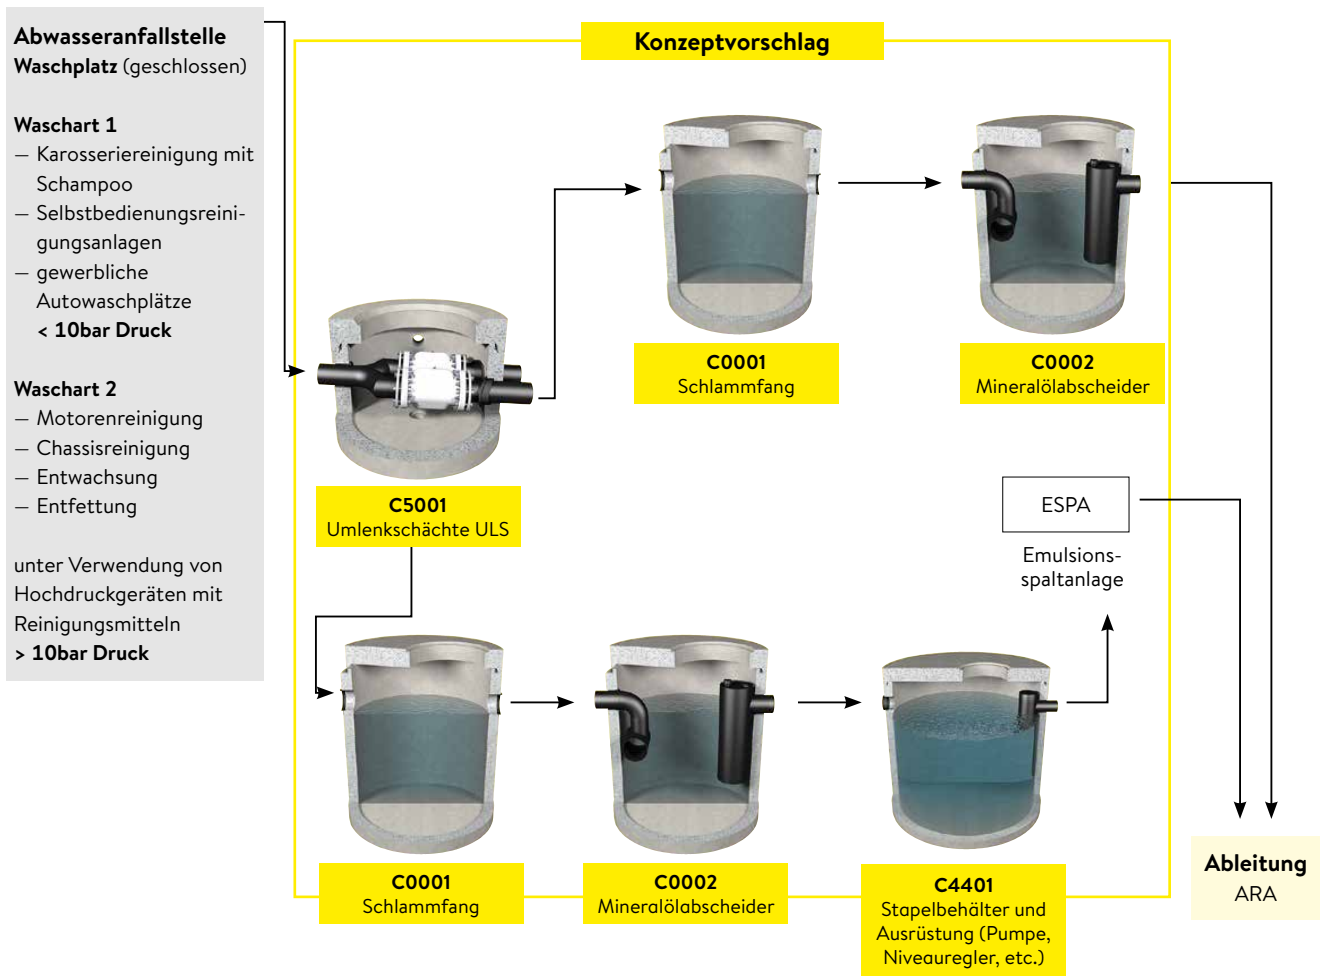 Abwasseranfallstelle
Waschplatz (geschlossen)
Waschart 1
– Karosseriereinigung mit
Schampoo
– Selbstbedienungsreini-
gungsanlagen
– gewerbliche
Autowaschplätze
< 10bar Druck
Waschart 2
– Motorenreinigung
– Chassisreinigung
– Entwachsung
– Entfettung
unter Verwendung von
Hochdruckgeräten mit
Reinigungsmitteln
> 10bar Druck
Konzeptvorschlag
C0001
Schlammfang
C0002
Mineralölabscheider
C5001
Umlenkschächte ULS
ESPA
Emulsions-
spaltanlage
C0001
Schlammfang
C0002
Mineralölabscheider
C4401
Stapelbehälter und
Ausrüstung (Pumpe,
Niveauregler, etc.)
Ableitung
ARA